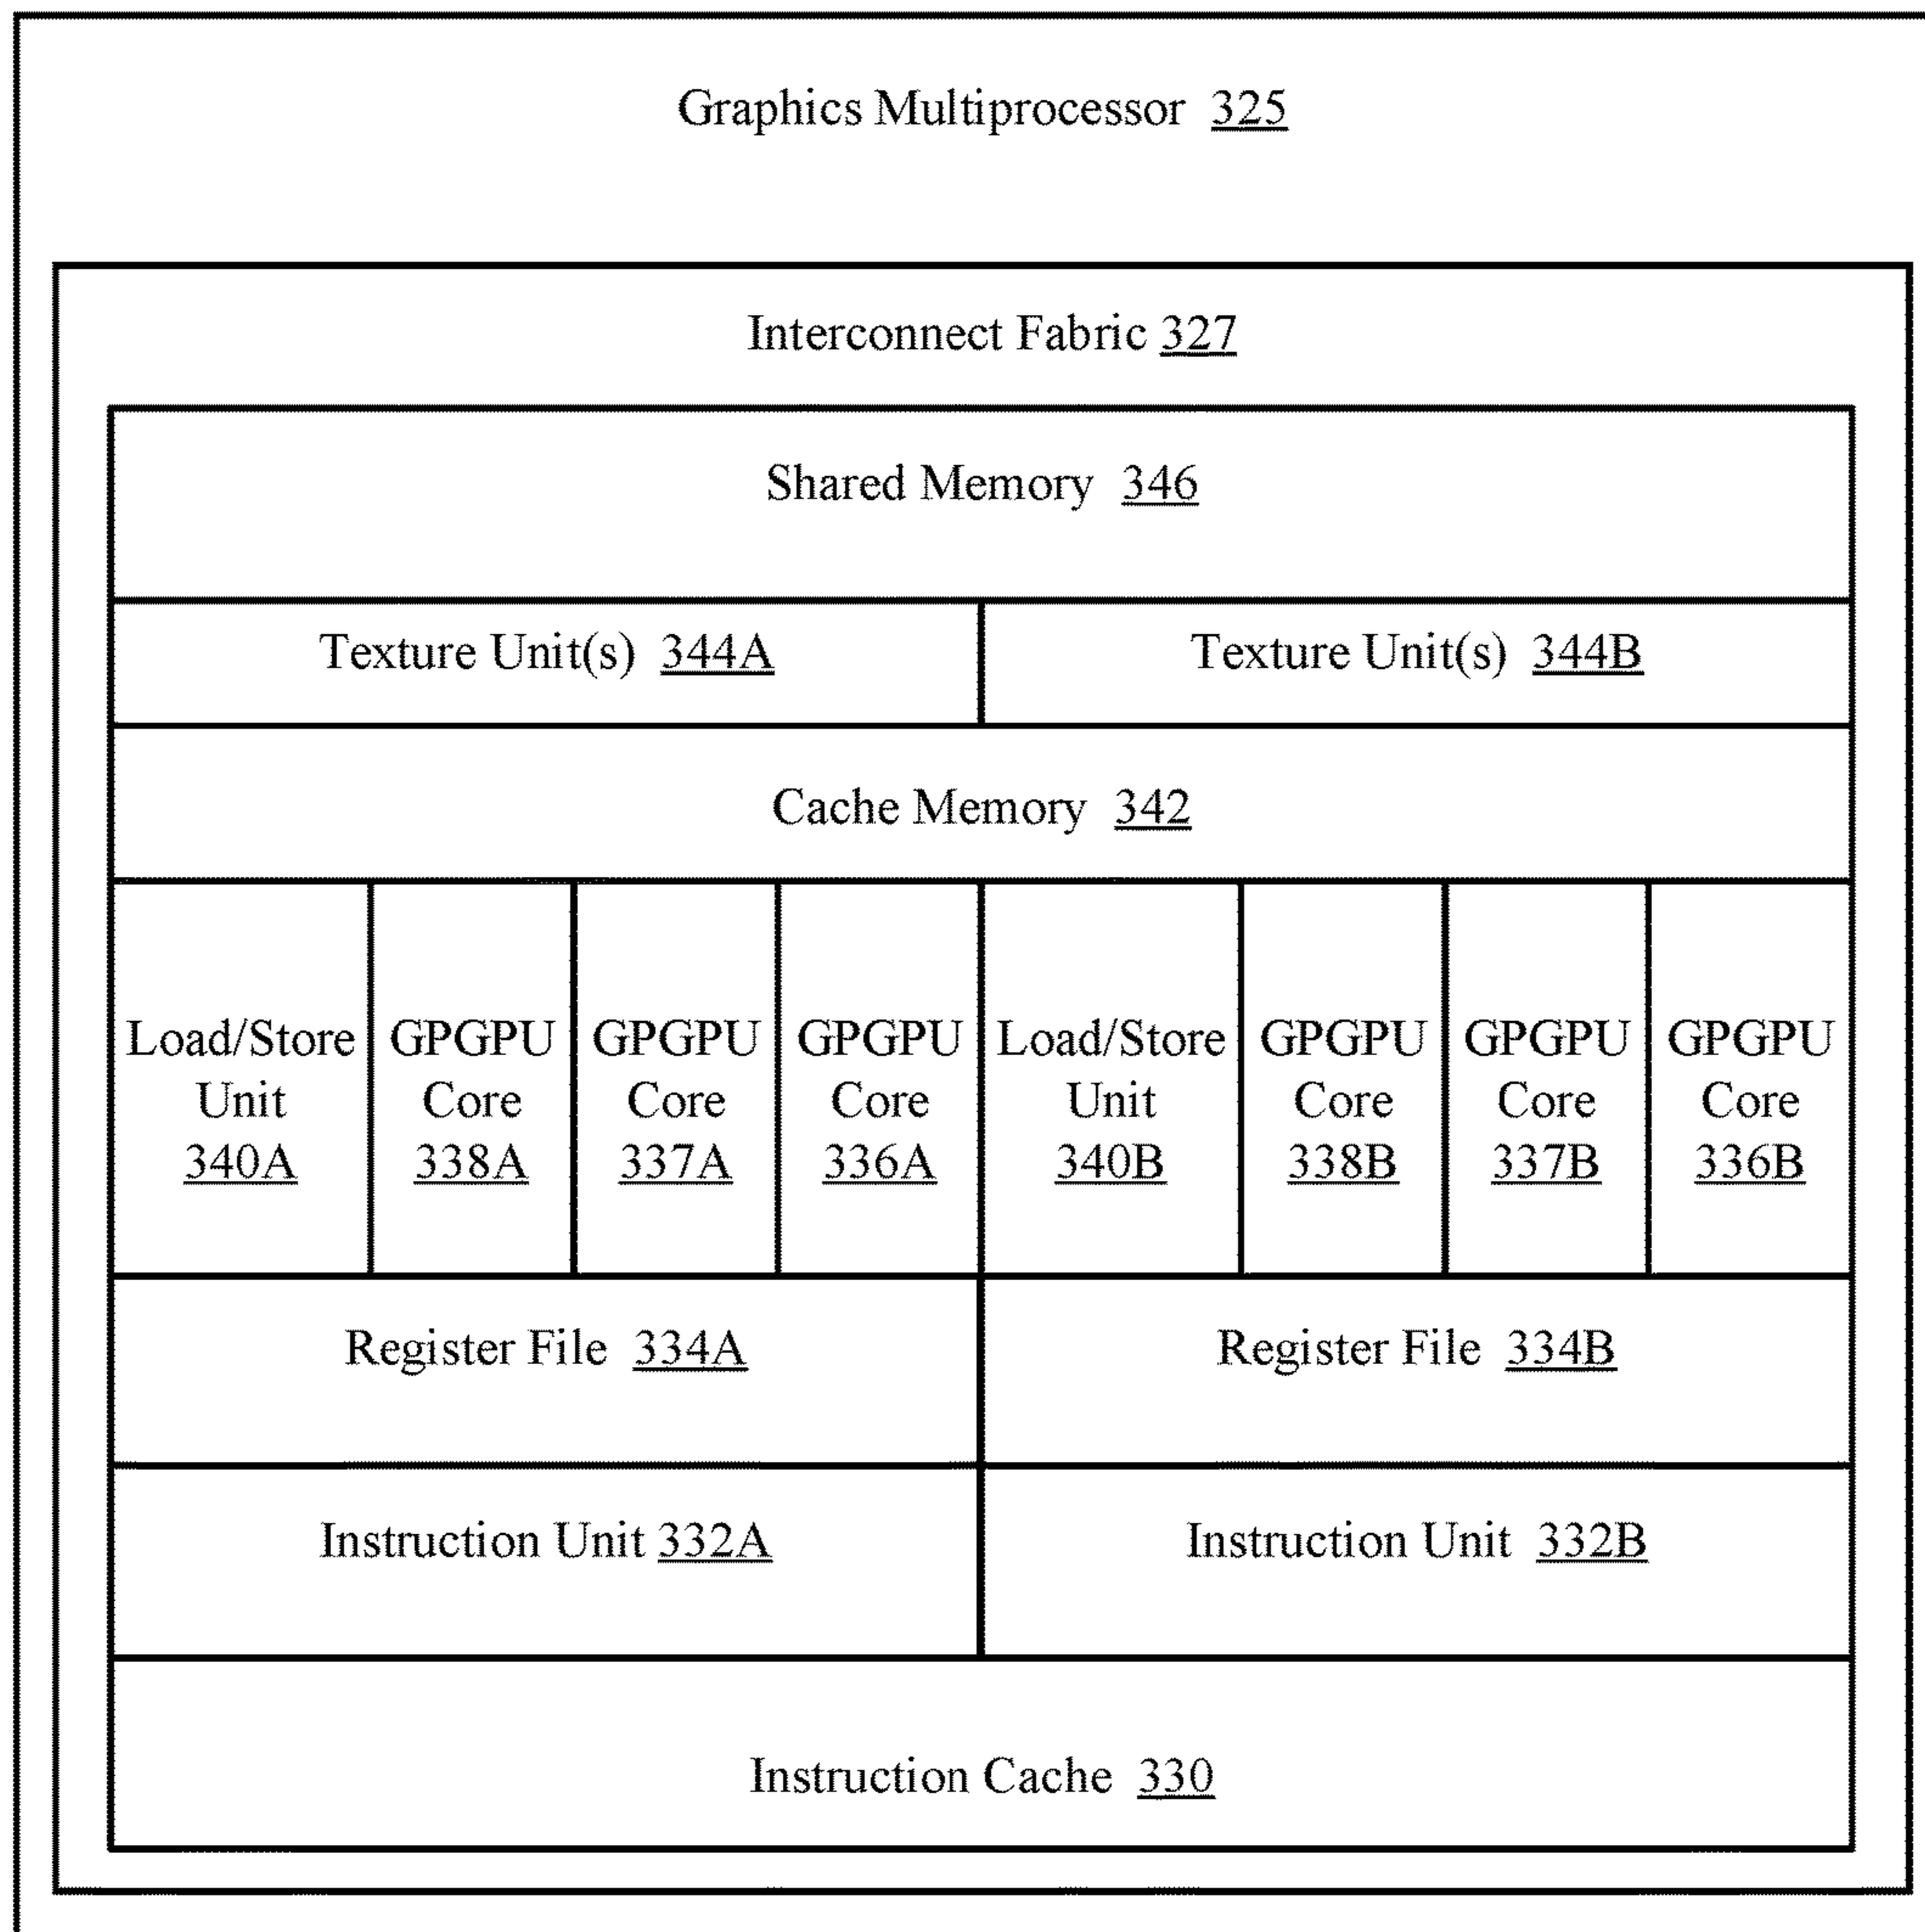 Graphics Multiprocessor 325
Interconnect Fabric 327
Shared Memory 346
Texture Unit(s) 344A
Texture Unit(s) 344B
Cache Memory 342
Load/Store
Unit
340A
GPGPU
Core
338A
GPGPU
Core
337A
GPGPU
Core
336A
Load/Store
Unit
340B
GPGPU
Core
338B
GPGPU
Core
337B
GPGPU
Core
336B
Register File 334A
Register File 334B
Instruction Unit 332A
Instruction Unit 332B
Instruction Cache 330